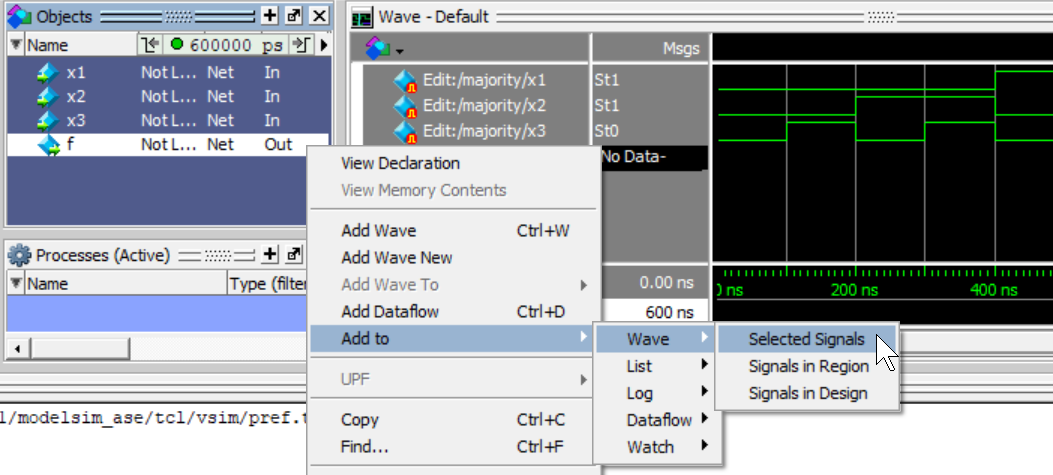 Objects
Name 600000 ps
x1 Not L... Net In
x2 Not L... Net In
x3 Not L... Net In
f Not L... Net Out
Processes (Active)
Name Type (filter
l/modelsim_ase/tcl/vsim/pref.t
Wave - Default
Msgs
Edit:/majority/x1 St1
Edit:/majority/x2 St1
Edit:/majority/x3 St0
No Data-
0.00 ns
600 ns
ns 200 ns 400 ns
View Declaration
View Memory Contents
Add Wave Ctrl+W
Add Wave New
Add Wave To
Add Dataflow Ctrl+D
Add to
UPF
Copy Ctrl+C
Find... Ctrl+F
Wave
List
Log
Dataflow
Watch
Selected Signals
Signals in Region
Signals in Design